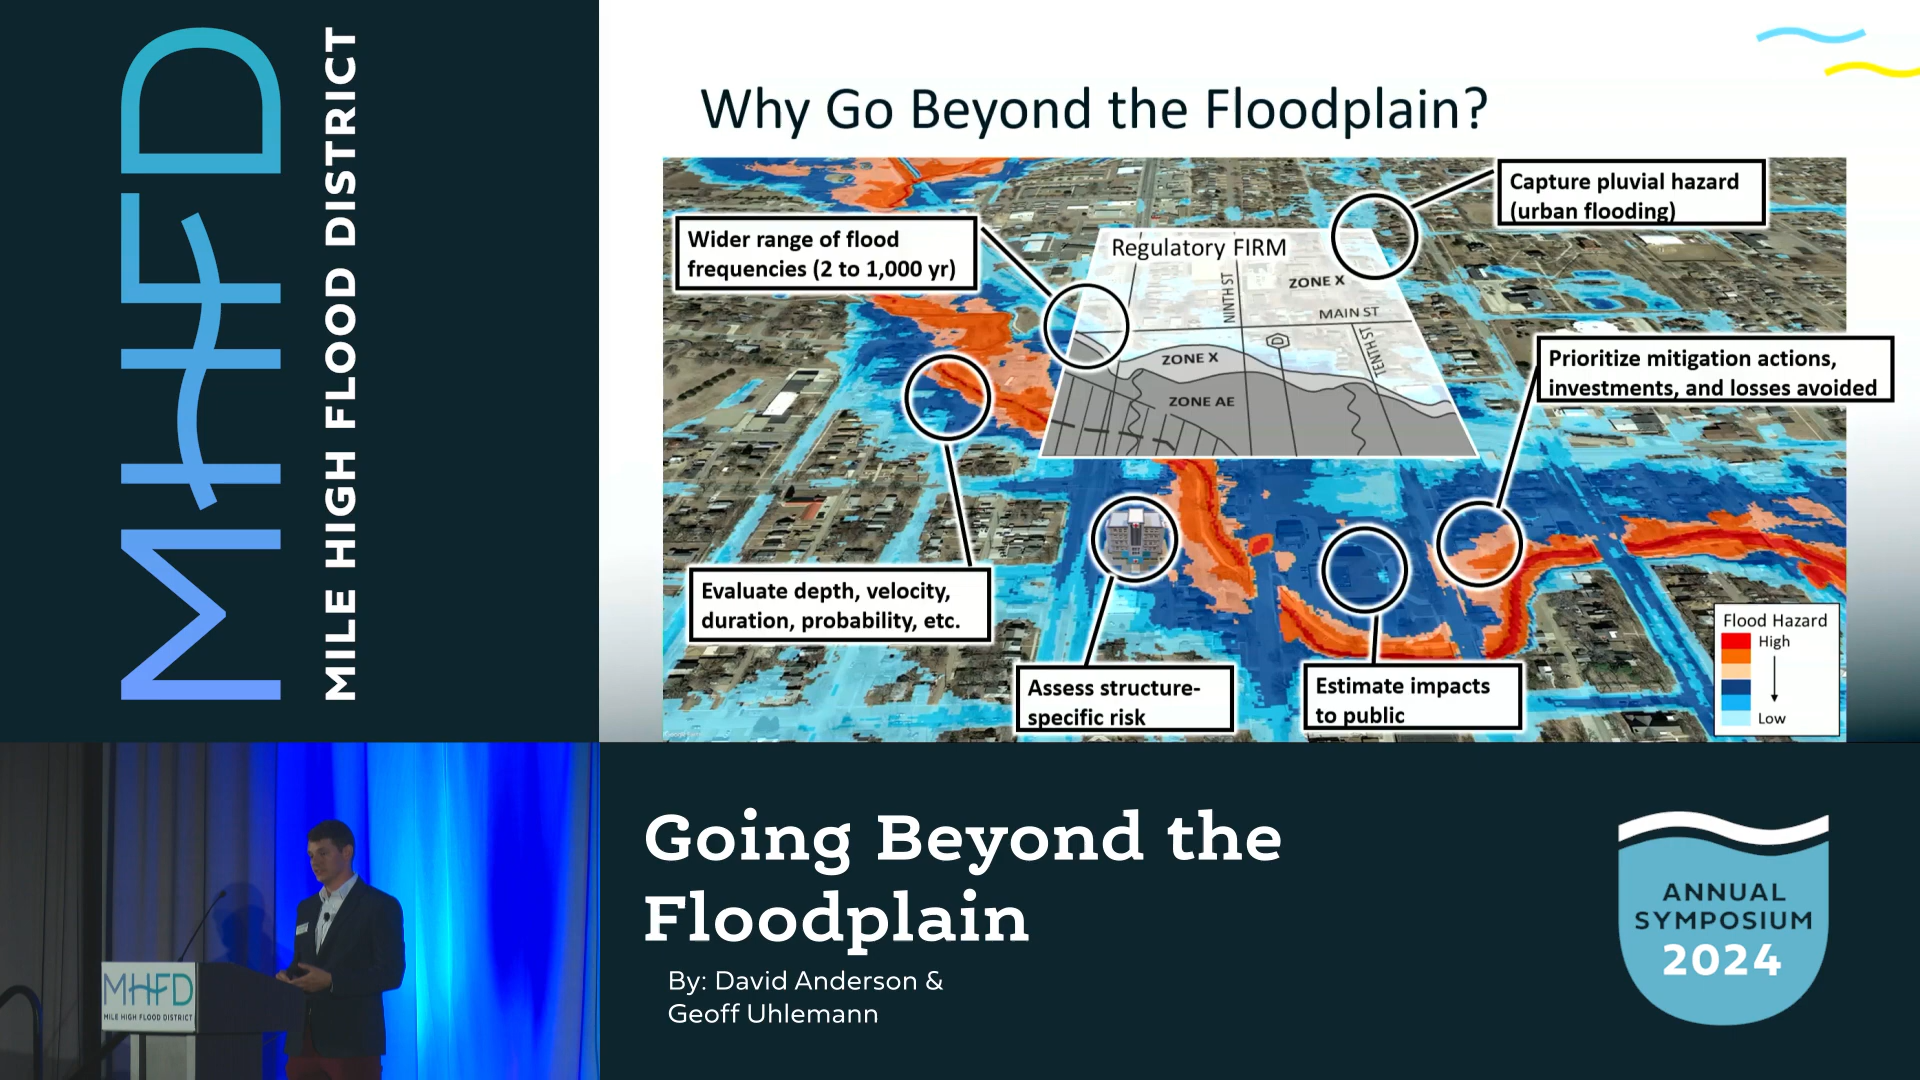 MHFD
MILE HIGH FLOOD DISTRICT
Why Go Beyond the Floodplain?
Capture pluvial hazard
(urban flooding)
Wider range of flood
frequencies (2 to 1,000 yr)
Regulatory FIRM
ZONE X
NINTH ST
MAIN ST
TENTH ST
D
ZONE X
ZONE AE
Prioritize mitigation actions,
investments, and losses avoided
Evaluate depth, velocity,
duration, probability, etc.
Assess structure-
specific risk
Estimate impacts
to public
Flood Hazard
High
Low
MHFD
MILE HIGH FLOOD DISTRICT
Going Beyond the
Floodplain
By: David Anderson &
Geoff Uhlemann
ANNUAL
SYMPOSIUM
2024